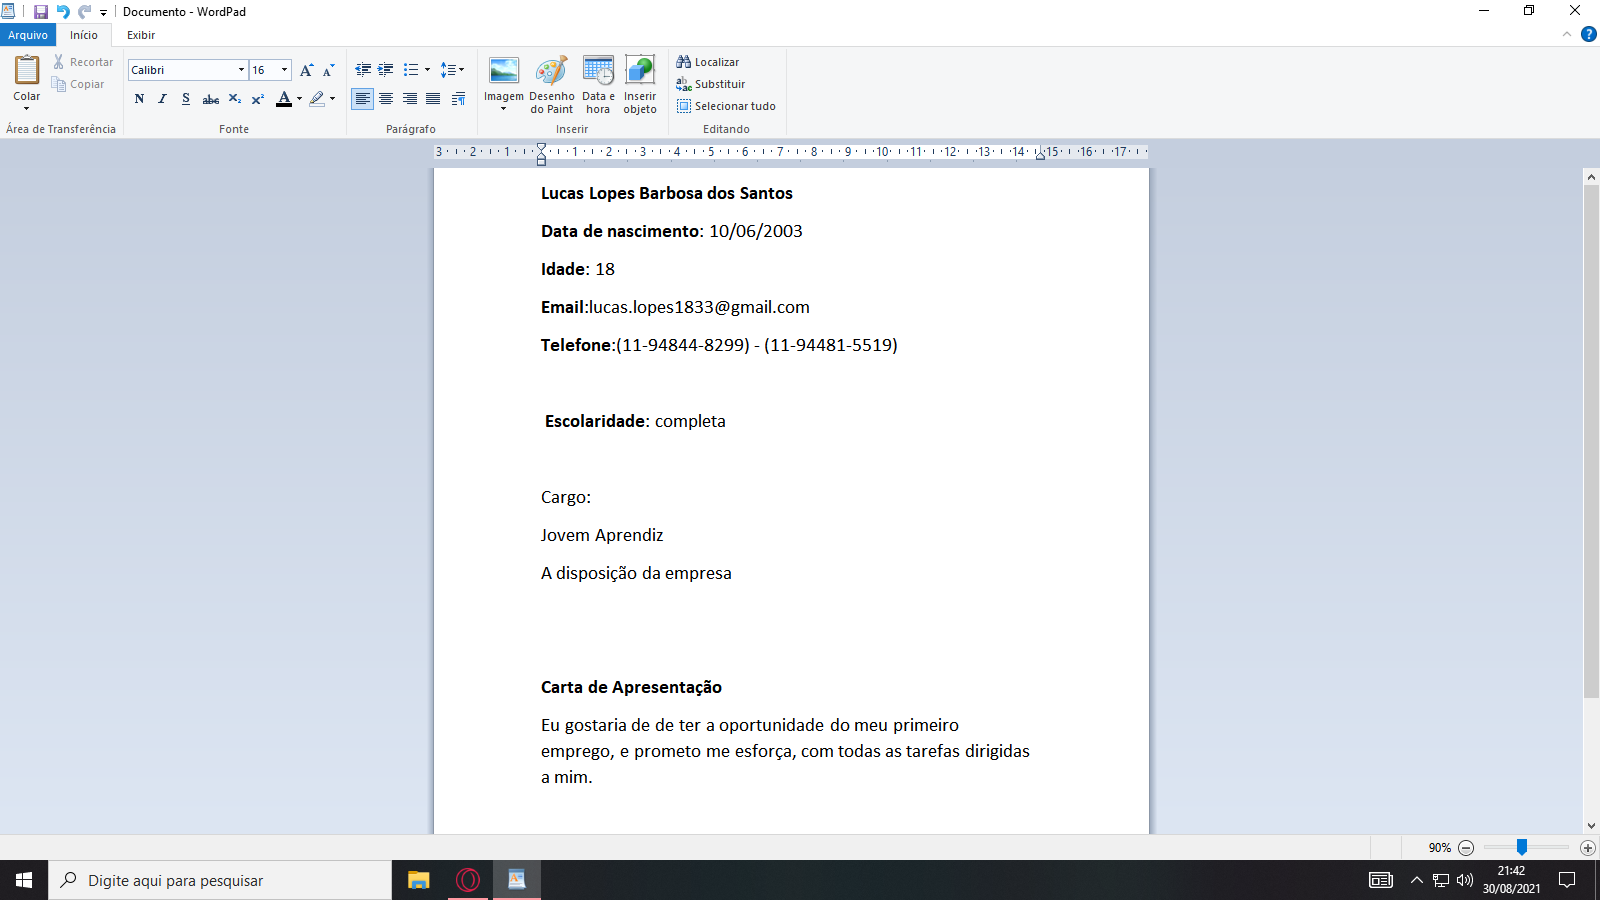 Documento - WordPad
Arquivo Início Exibir
Colar
Recortar
Copiar
Área de Transferência
Calibri 16
N I S abc X₂ X² A
Fonte
Parágrafo
Imagem
Desenho do Paint
Data e hora
Inserir objeto
Inserir
Localizar
Substituir
Selecionar tudo
Editando
3 2 1 1 2 3 4 5 6 7 8 9 10 11 12 13 14 15 16 17
Lucas Lopes Barbosa dos Santos
Data de nascimento: 10/06/2003
Idade: 18
Email:lucas.lopes1833@gmail.com
Telefone:(11-94844-8299) - (11-94481-5519)
Escolaridade: completa
Cargo:
Jovem Aprendiz
A disposição da empresa
Carta de Apresentação
Eu gostaria de de ter a oportunidade do meu primeiro
emprego, e prometo me esforça, com todas as tarefas dirigidas
a mim.
90%
Digite aqui para pesquisar
21:42
30/08/2021